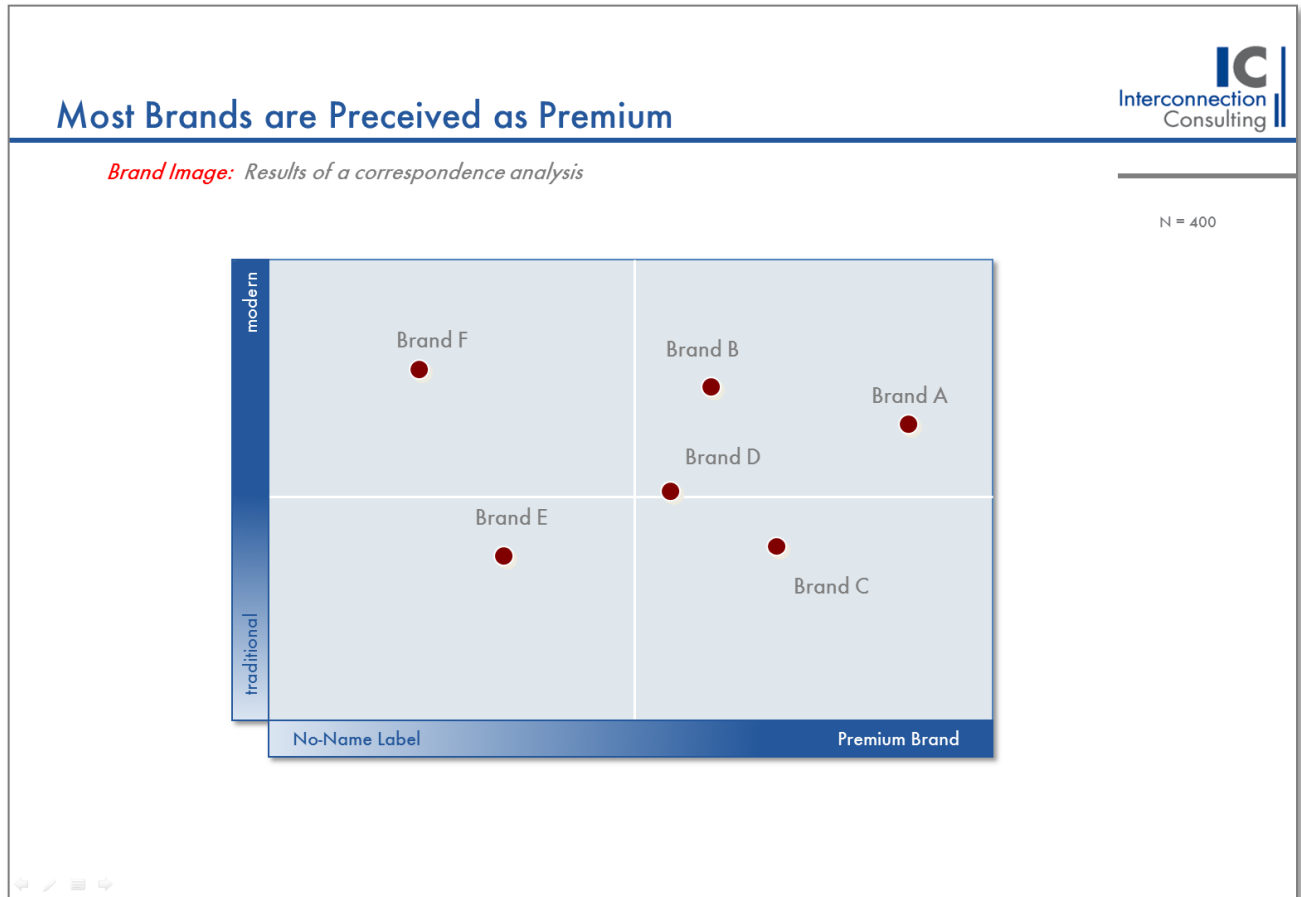 IC
Interconnection
Consulting
Most Brands are Preceived as Premium
Brand Image: Results of a correspondence analysis
N = 400
modern
traditional
Brand F
Brand B
Brand A
Brand D
Brand E
Brand C
No-Name Label
Premium Brand